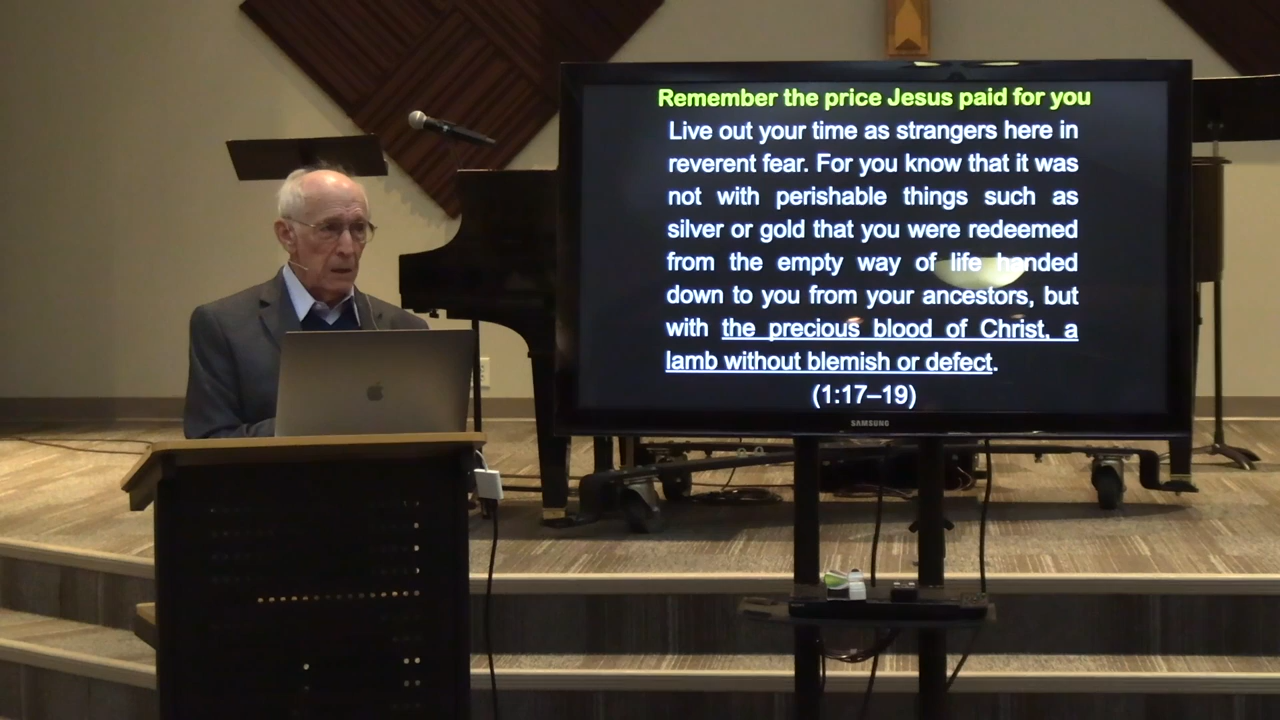 Remember the price Jesus paid for you
Live out your time as strangers here in
reverent fear. For you know that it was
not with perishable things such as
silver or gold that you were redeemed
from the empty way of life handed
down to you from your ancestors, but
with the precious blood of Christ, a
lamb without blemish or defect.
(1:17–19)
SAMSUNG